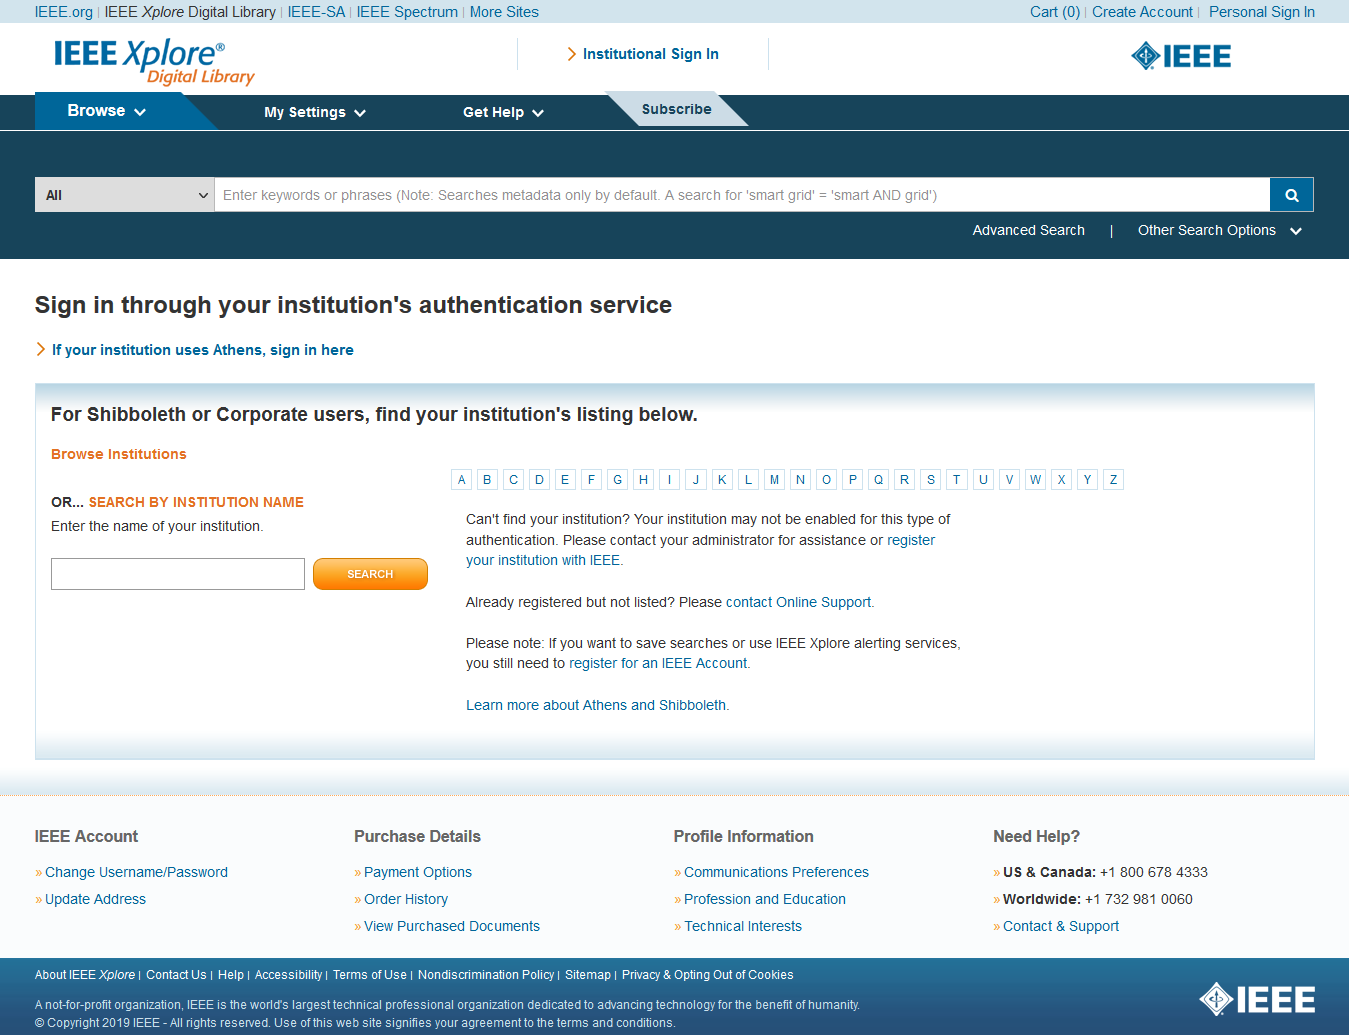 IEEE.org | IEEE Xplore Digital Library | IEEE-SA | IEEE Spectrum | More Sites
Cart (0) | Create Account | Personal Sign In
IEEE Xplore®
Digital Library
Institutional Sign In
IEEE
Browse
My Settings
Get Help
Subscribe
All
Enter keywords or phrases (Note: Searches metadata only by default. A search for 'smart grid' = 'smart AND grid')
Advanced Search | Other Search Options
Sign in through your institution's authentication service
If your institution uses Athens, sign in here
For Shibboleth or Corporate users, find your institution's listing below.
Browse Institutions
A B C D E F G H I J K L M N O P Q R S T U V W X Y Z
OR... SEARCH BY INSTITUTION NAME
Enter the name of your institution.
SEARCH
Can't find your institution? Your institution may not be enabled for this type of
authentication. Please contact your administrator for assistance or register
your institution with IEEE.
Already registered but not listed? Please contact Online Support.
Please note: If you want to save searches or use IEEE Xplore alerting services,
you still need to register for an IEEE Account.
Learn more about Athens and Shibboleth.
IEEE Account
» Change Username/Password
» Update Address
Purchase Details
» Payment Options
» Order History
» View Purchased Documents
Profile Information
» Communications Preferences
» Profession and Education
» Technical Interests
Need Help?
» US & Canada: +1 800 678 4333
» Worldwide: +1 732 981 0060
» Contact & Support
About IEEE Xplore | Contact Us | Help | Accessibility | Terms of Use | Nondiscrimination Policy | Sitemap | Privacy & Opting Out of Cookies
A not-for-profit organization, IEEE is the world's largest technical professional organization dedicated to advancing technology for the benefit of humanity.
© Copyright 2019 IEEE - All rights reserved. Use of this web site signifies your agreement to the terms and conditions.
IEEE